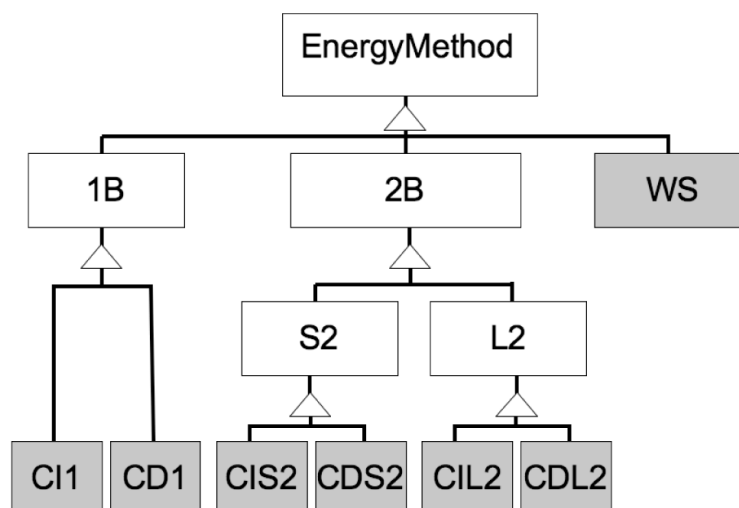 EnergyMethod
1B
2B
WS
S2
L2
CI1
CD1
CIS2
CDS2
CIL2
CDL2